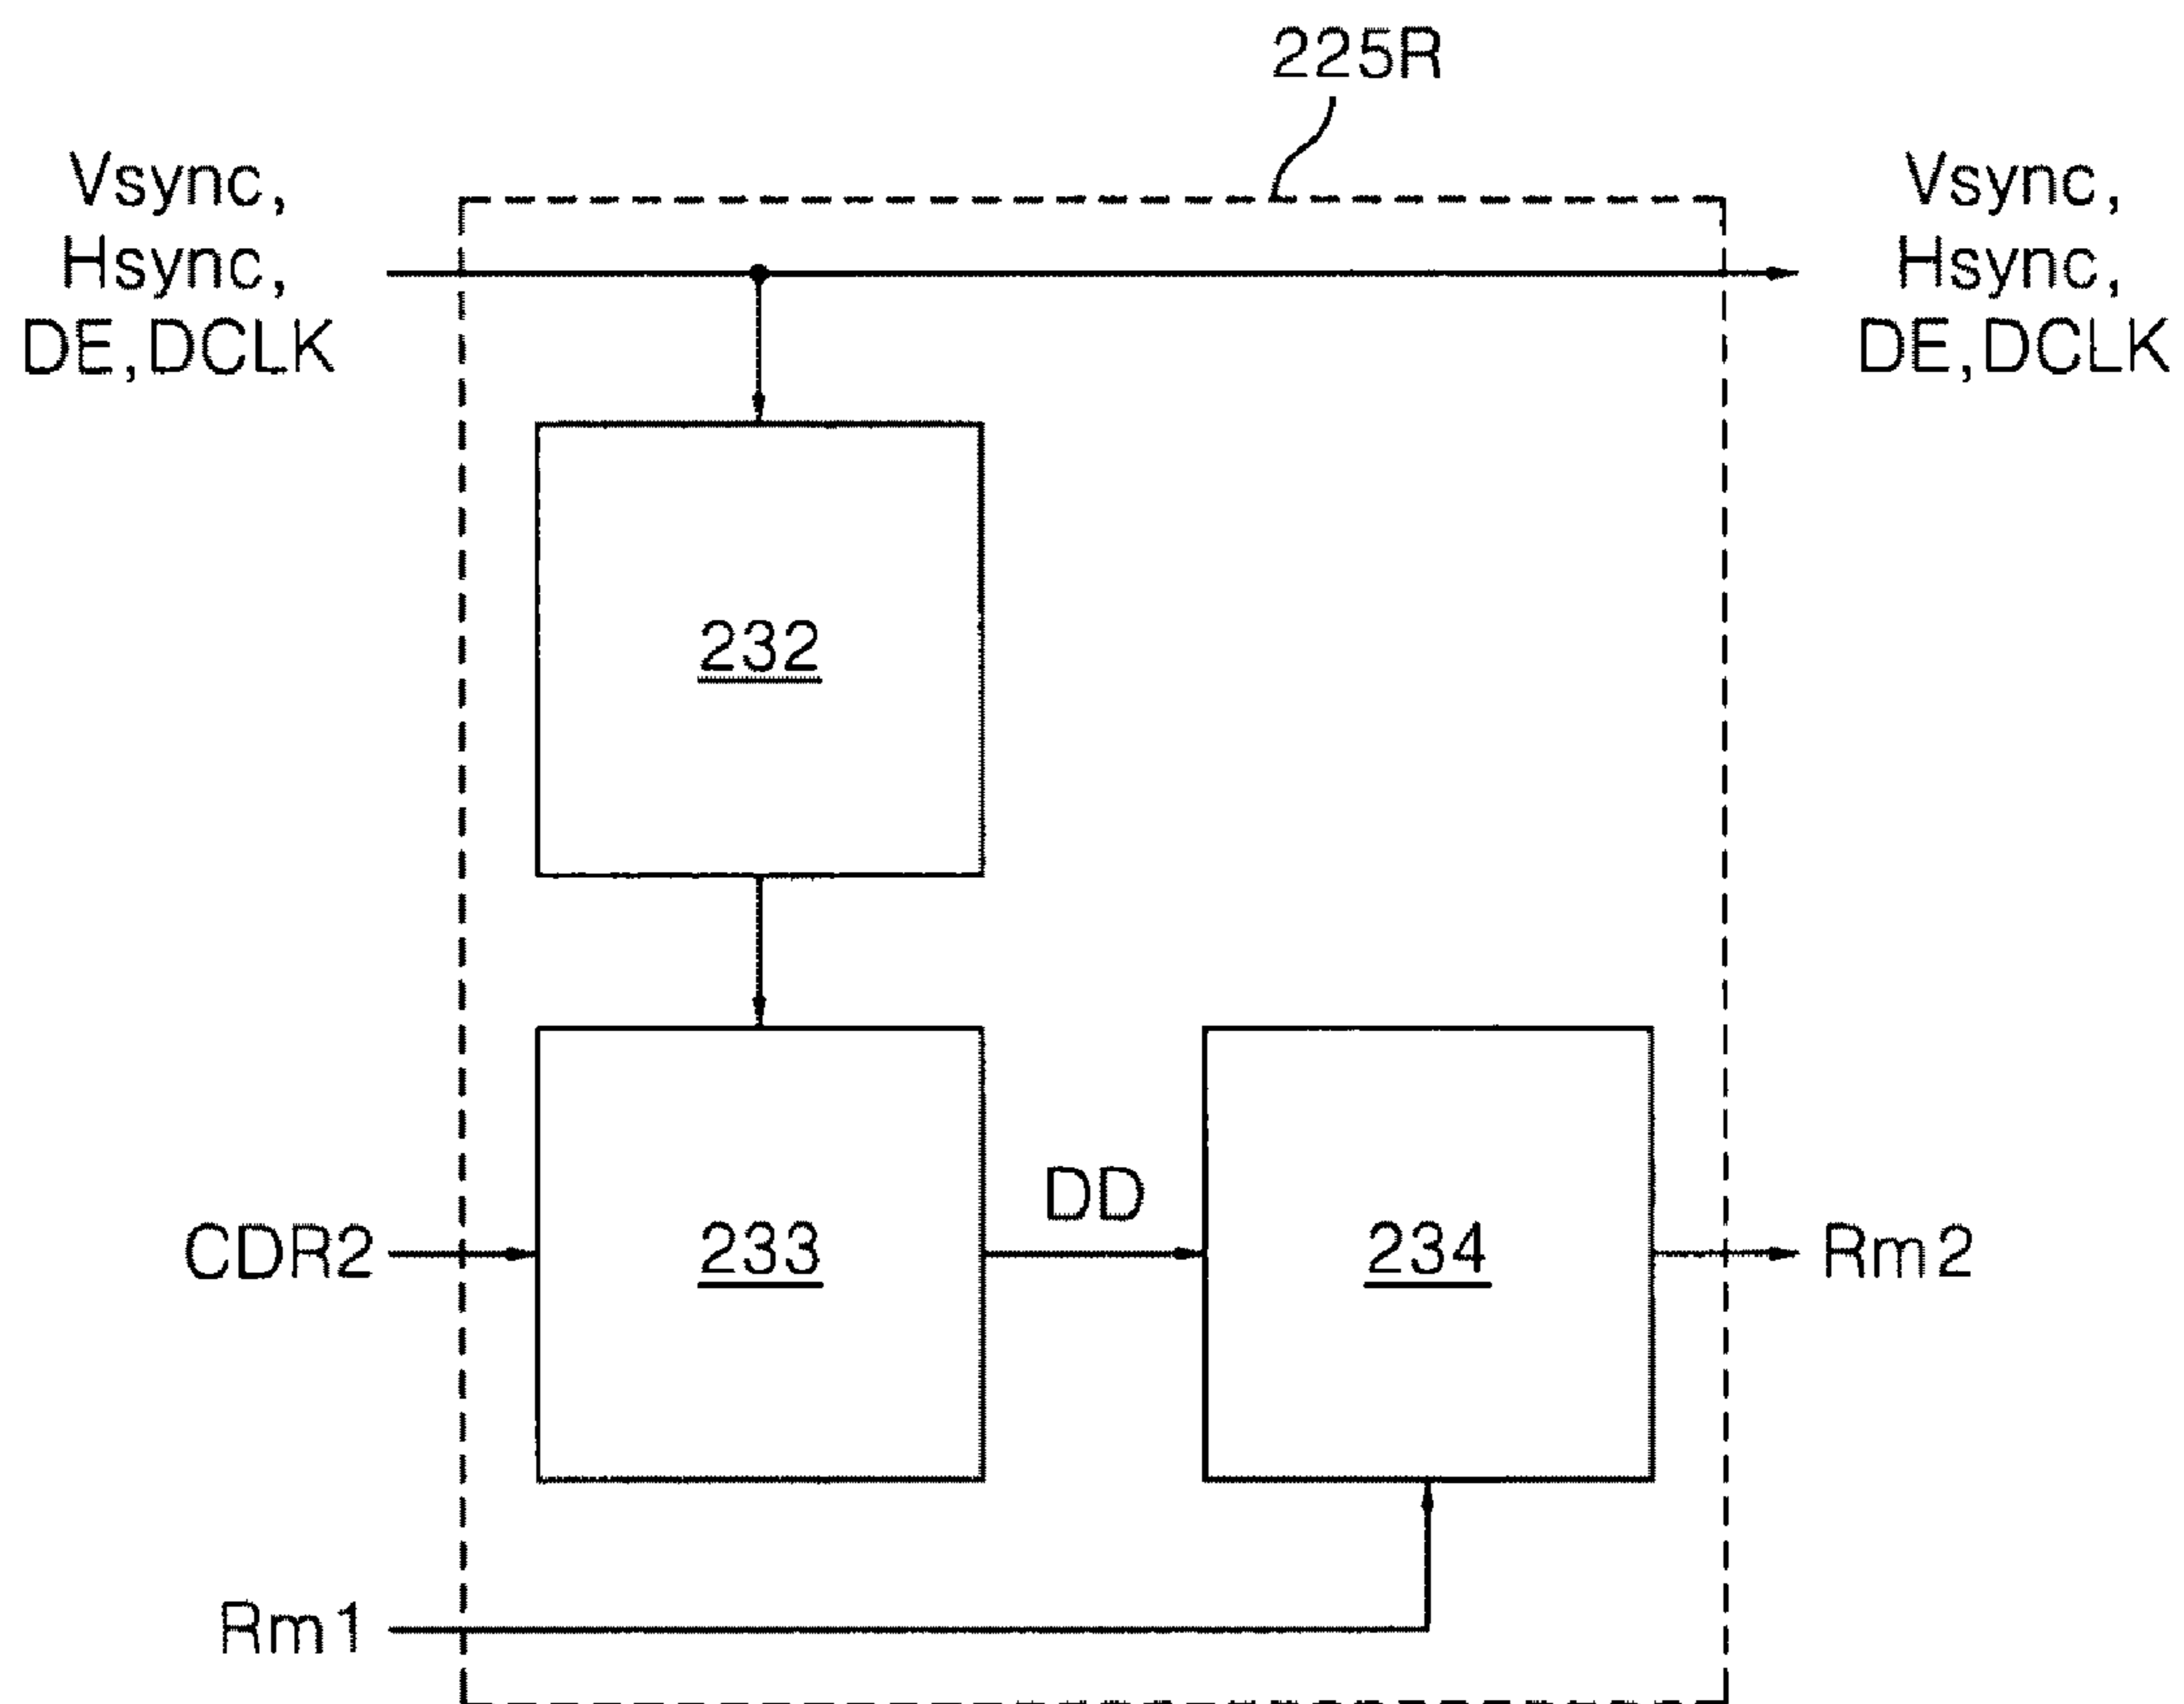 225R
Vsync,
Hsync,
DE,DCLK
Vsync,
Hsync,
DE,DCLK
232
CDR2
233
DD
234
Rm2
Rm1